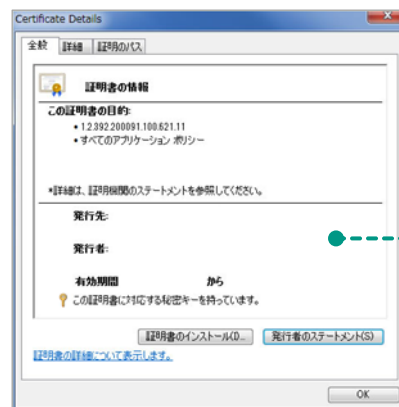 Certificate Details
全般 詳細 証明のパス
証明書の情報
この証明書の目的:
• 1.2.392.200091.100.621.11
• すべてのアプリケーション ポリシー
*詳細は、証明機関のステートメントを参照してください。
発行先:
発行者:
有効期間 から
この証明書に対応する秘密キーを持っています。
証明書のインストール(I)... 発行者のステートメント(S)
証明書の詳細について表示します。
OK